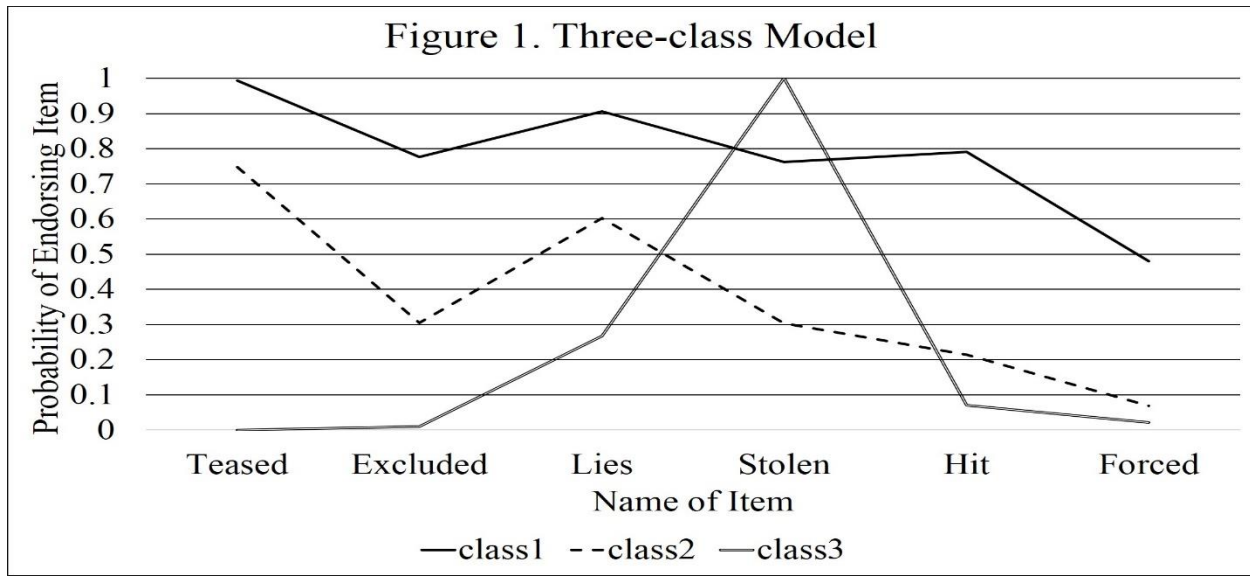 Figure 1. Three-class Model
Probability of Endorsing Item
1
0.9
0.8
0.7
0.6
0.5
0.4
0.3
0.2
0.1
0
Teased Excluded Lies Stolen Hit Forced
Name of Item
class1 class2 class3